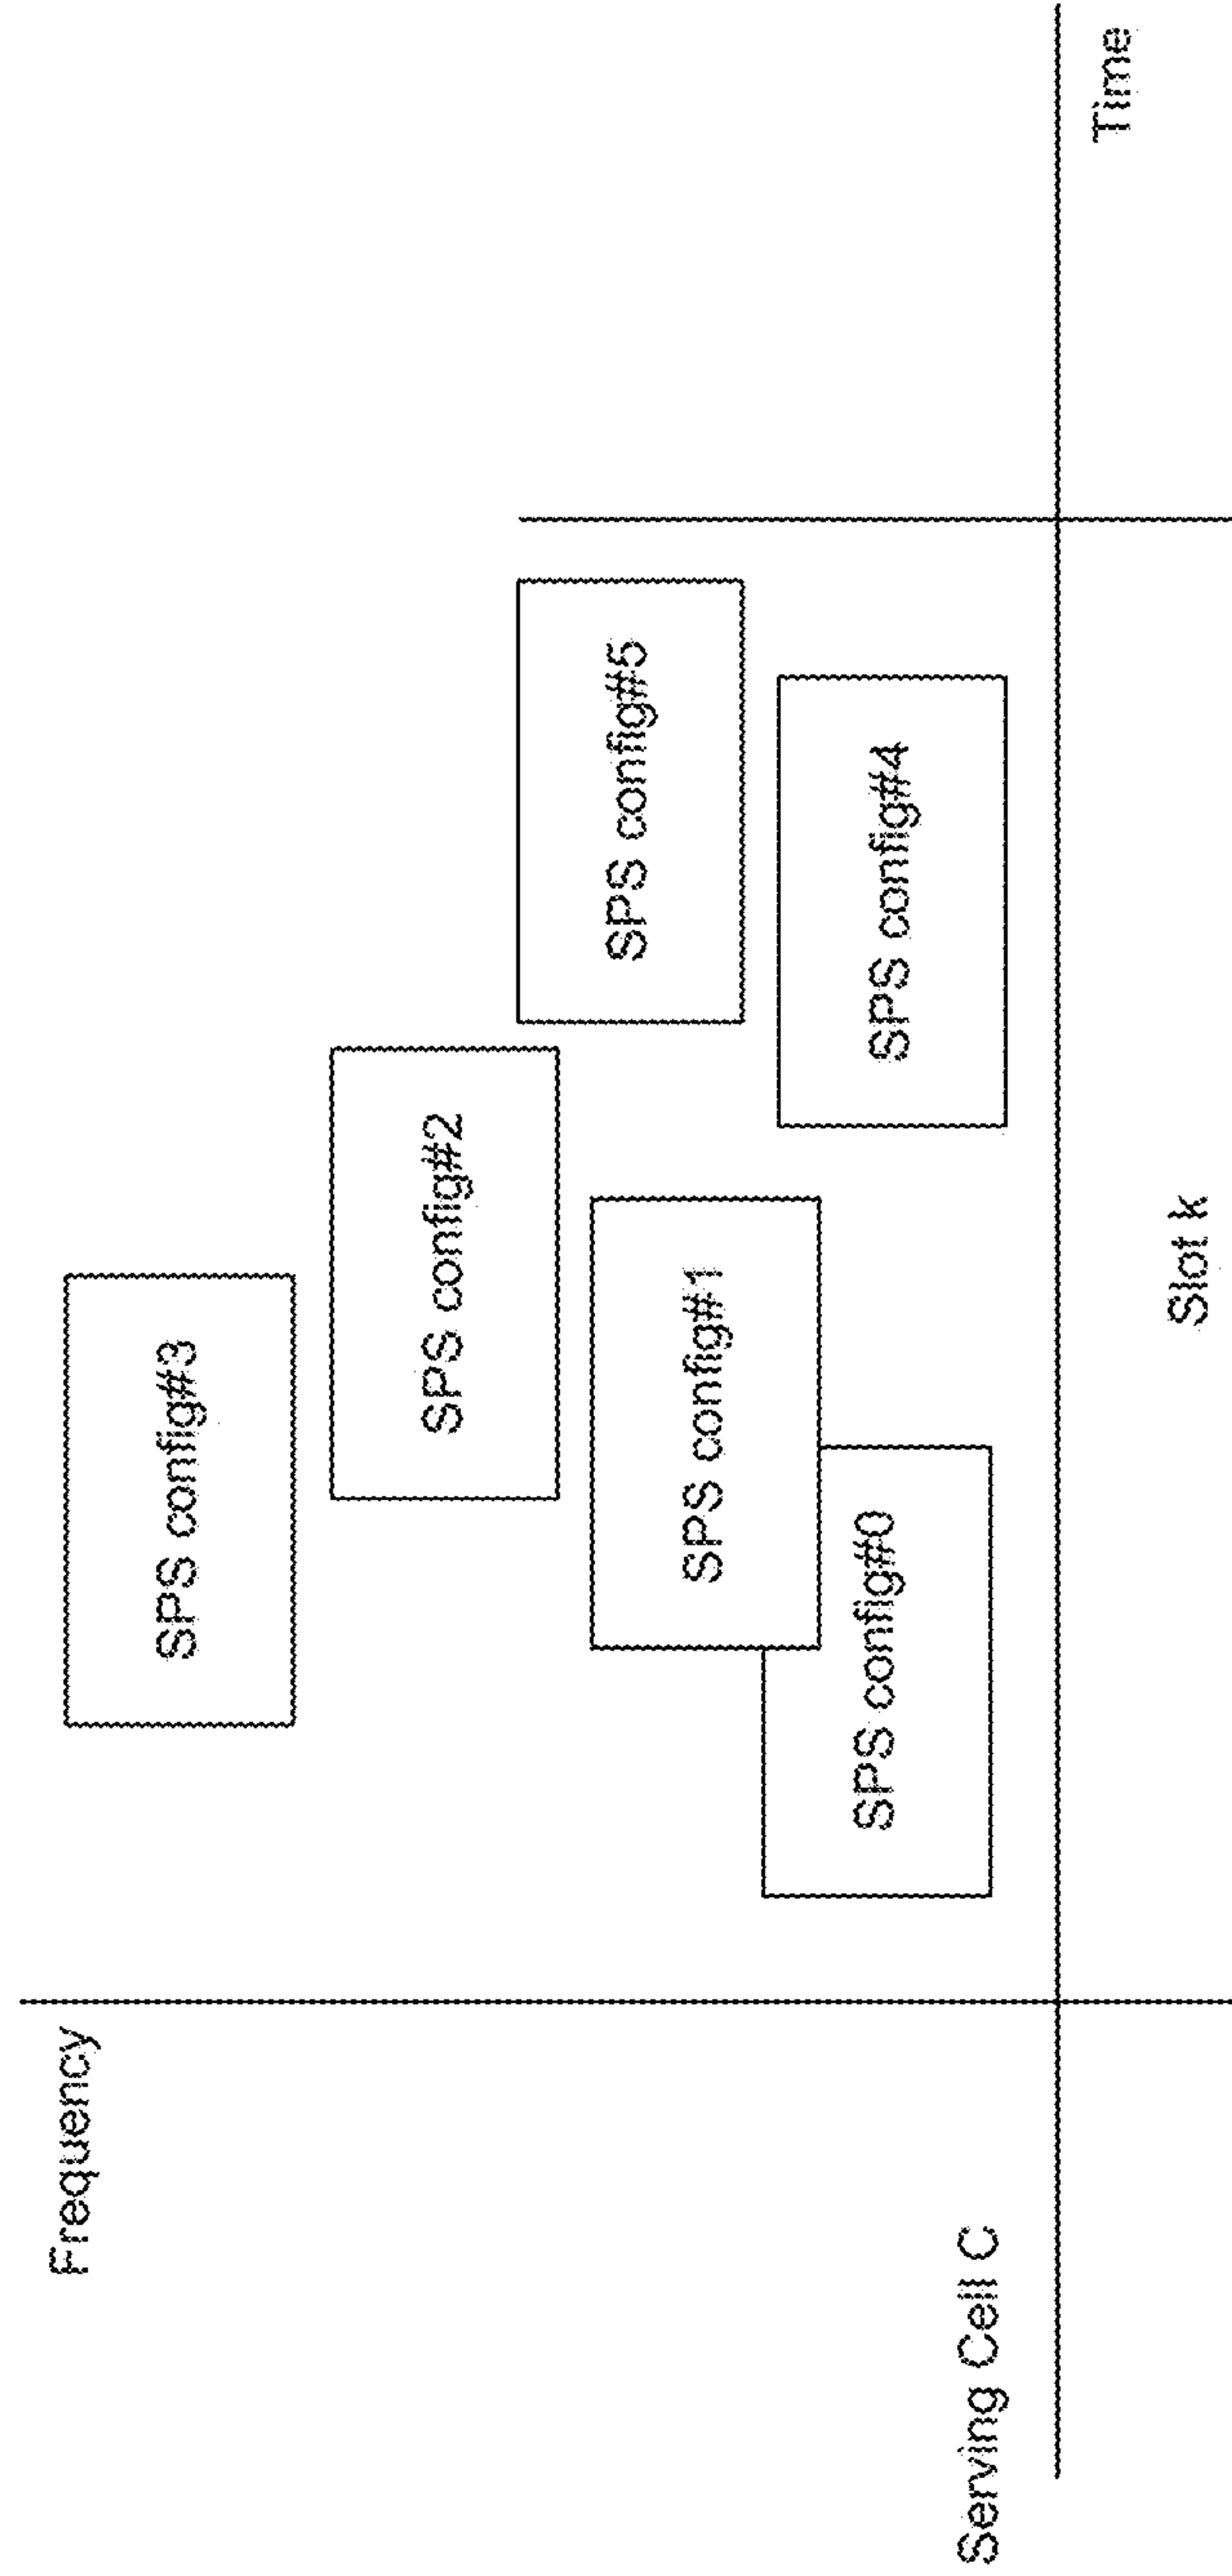 Frequency
SPS config#3
SPS config#2
SPS config#5
SPS config#1
SPS config#0
SPS config#4
Serving Cell C
Time
Slot k